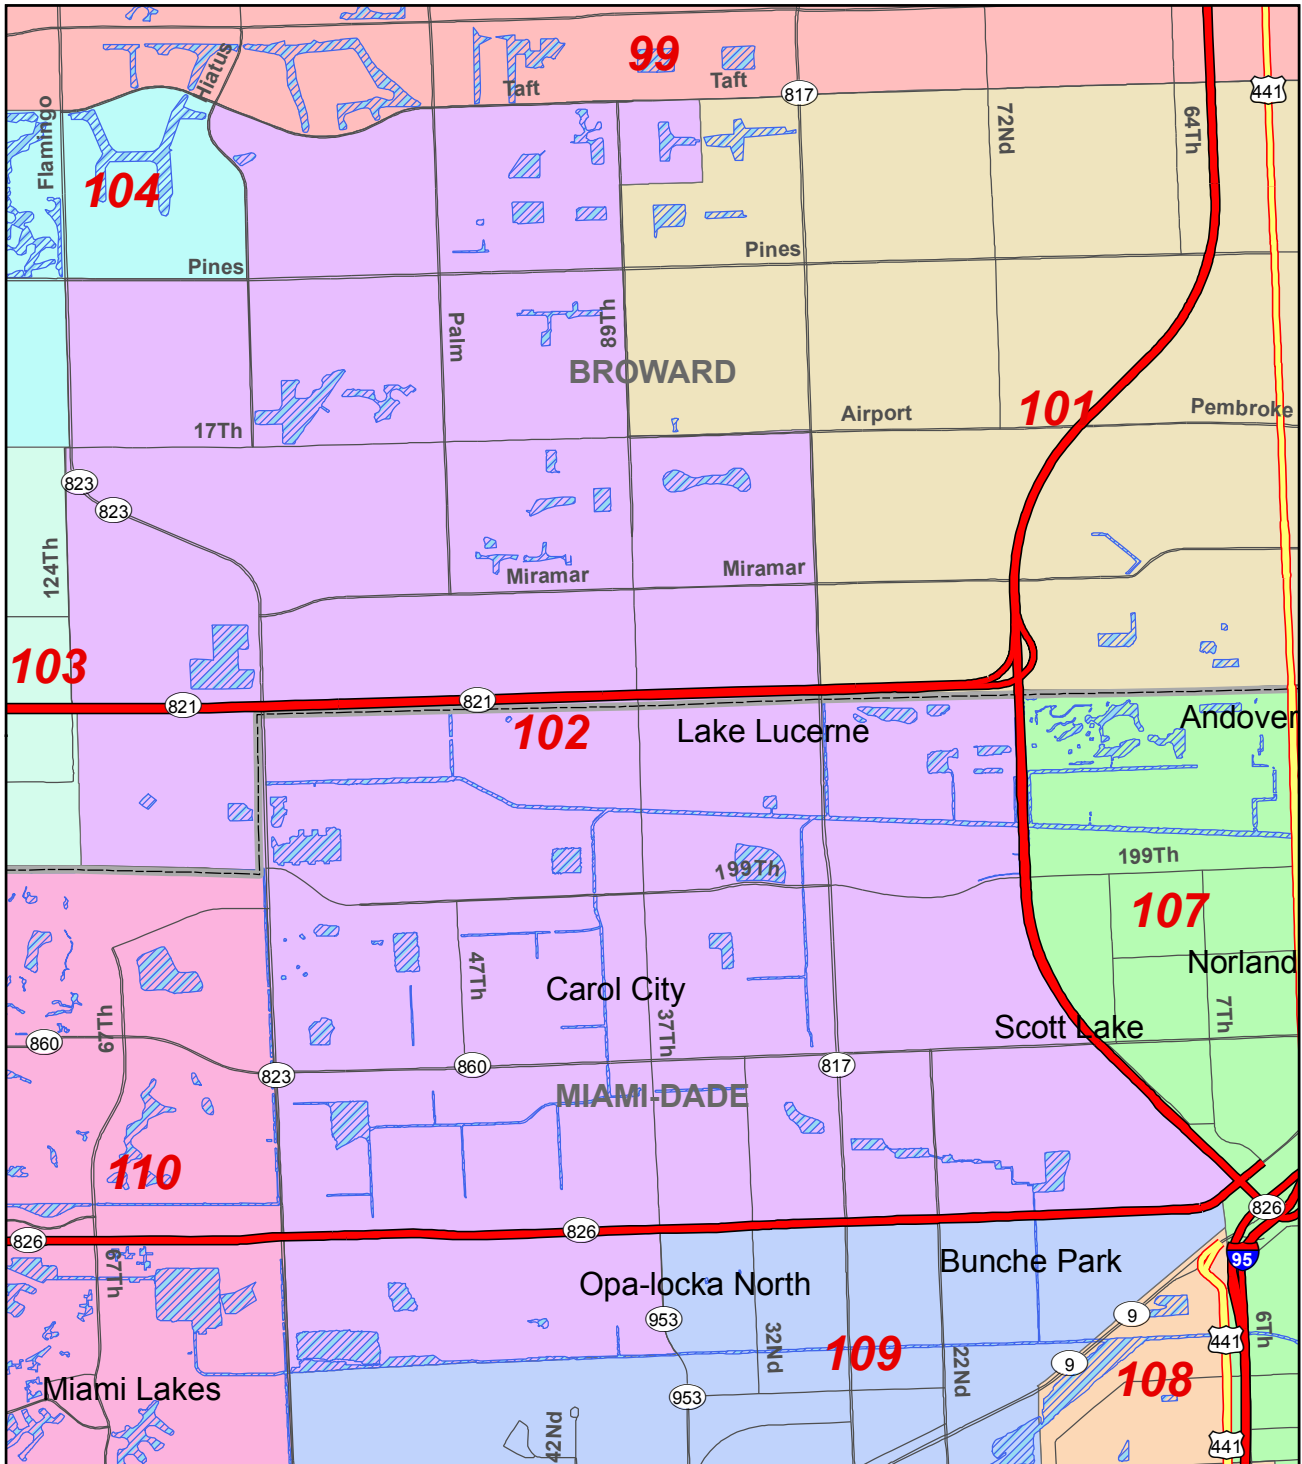 99
Hiatus
Taft
Taft
817
441
Flamingo
72Nd
64Th
104
Pines
Pines
Palm
89Th
BROWARD
101
17Th
Airport
Pembroke
823
823
124Th
Miramar
Miramar
103
821
821
102
Lake Lucerne
Andover
199Th
199Th
107
47Th
Carol City
Norland
67Th
37Th
7Th
Scott Lake
860
823
860
817
MIAMI-DADE
110
826
826
826
67Th
Bunche Park
95
Opa-locka North
953
9
32Nd
109
22Nd
441
6Th
9
108
Miami Lakes
953
42Nd
441